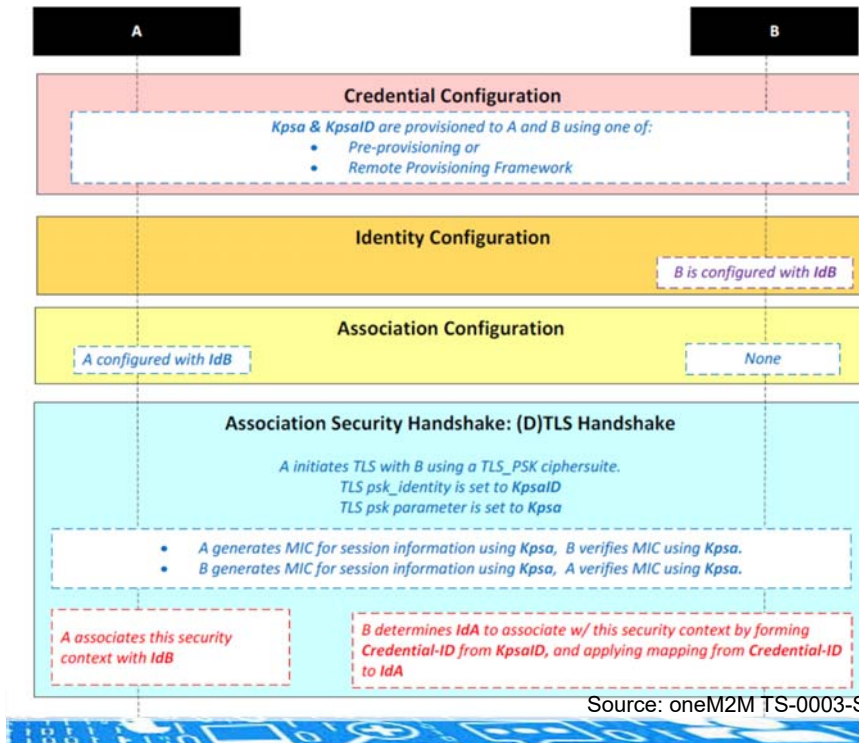 A
B
Credential Configuration
Kpsa & KpsaID are provisioned to A and B using one of:
• Pre-provisioning or
• Remote Provisioning Framework
Identity Configuration
B is configured with IdB
Association Configuration
A configured with IdB
None
Association Security Handshake: (D)TLS Handshake
A initiates TLS with B using a TLS_PSK ciphersuite.
TLS psk_identity is set to KpsaID
TLS psk parameter is set to Kpsa
• A generates MIC for session information using Kpsa, B verifies MIC using Kpsa.
• B generates MIC for session information using Kpsa, A verifies MIC using Kpsa.
A associates this security
context with IdB
B determines IdA to associate w/ this security context by forming
Credential-ID from KpsaID, and applying mapping from Credential-ID
to IdA
Source: oneM2M TS-0003-S